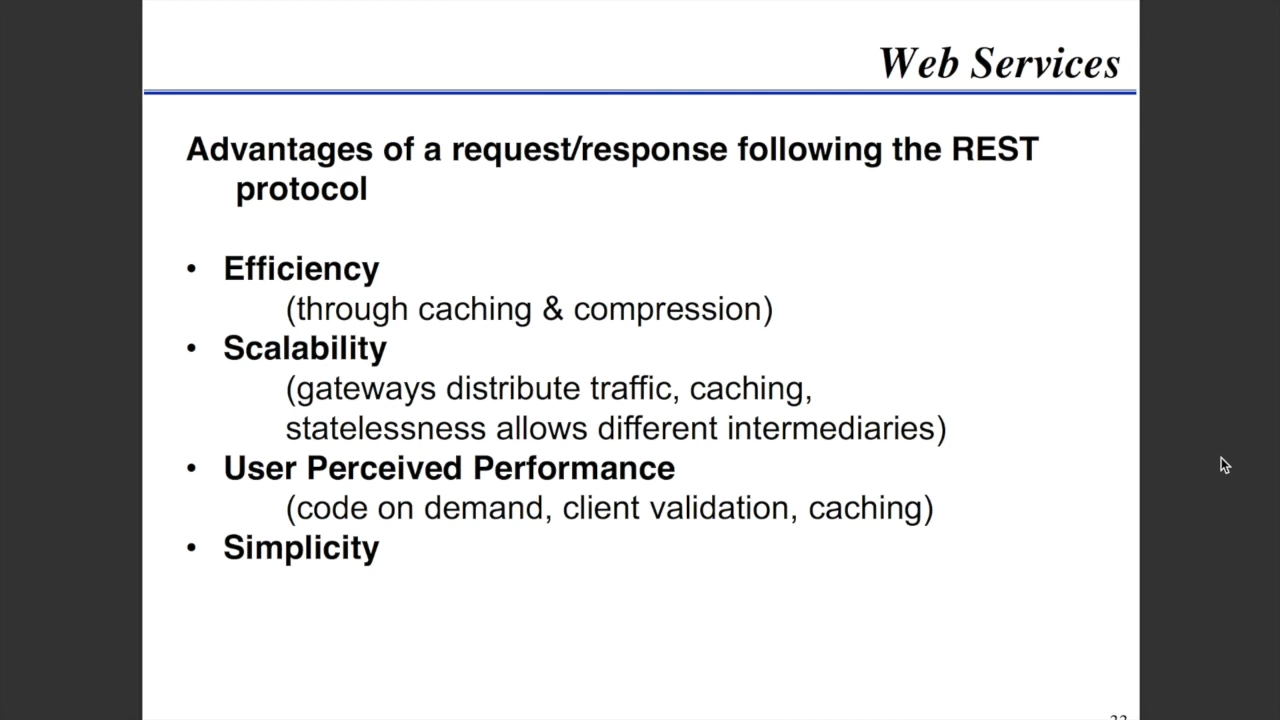 Web Services
Advantages of a request/response following the REST
protocol
• Efficiency
(through caching & compression)
• Scalability
(gateways distribute traffic, caching,
statelessness allows different intermediaries)
• User Perceived Performance
(code on demand, client validation, caching)
• Simplicity